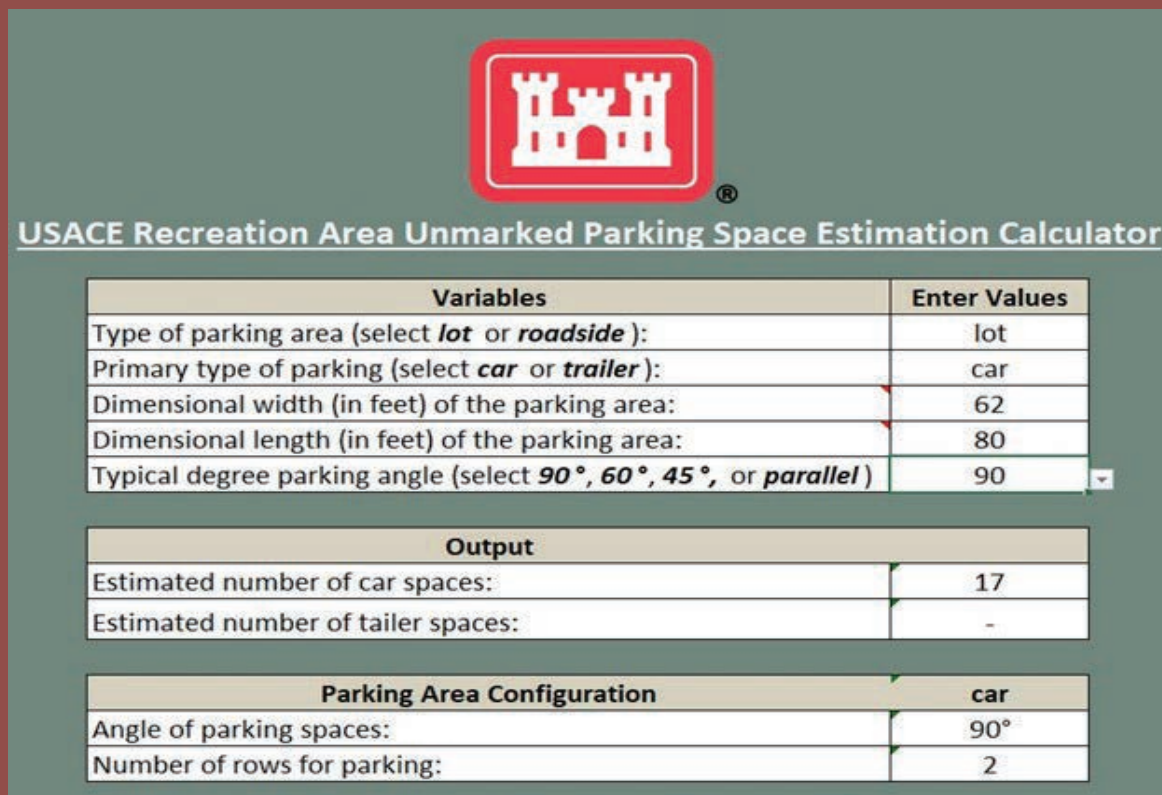 ®
USACE Recreation Area Unmarked Parking Space Estimation Calculator
Variables Enter Values
Type of parking area (select lot or roadside ): lot
Primary type of parking (select car or trailer ): car
Dimensional width (in feet) of the parking area: 62
Dimensional length (in feet) of the parking area: 80
Typical degree parking angle (select 90°, 60°, 45°, or parallel ) 90
Output
Estimated number of car spaces: 17
Estimated number of tailer spaces: -
Parking Area Configuration car
Angle of parking spaces: 90°
Number of rows for parking: 2